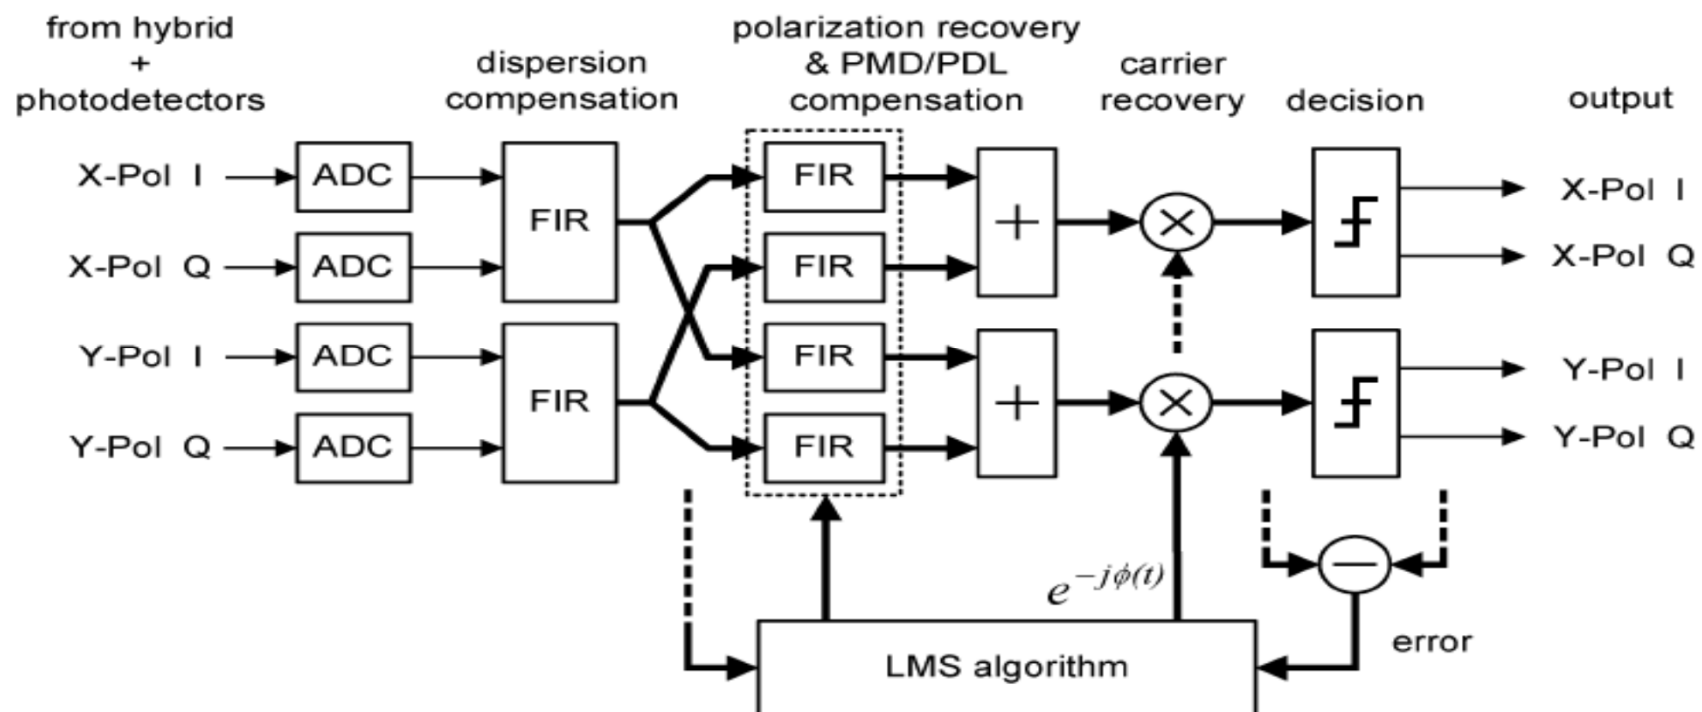 from hybrid
+
photodetectors
dispersion
compensation
polarization recovery
& PMD/PDL
compensation
carrier
recovery
decision
output
X-Pol I
ADC
X-Pol Q
ADC
Y-Pol I
ADC
Y-Pol Q
ADC
FIR
FIR
FIR
FIR
FIR
FIR
+
+
×
×
X-Pol I
X-Pol Q
Y-Pol I
Y-Pol Q
−
e^{-jϕ(t)}
error
LMS algorithm